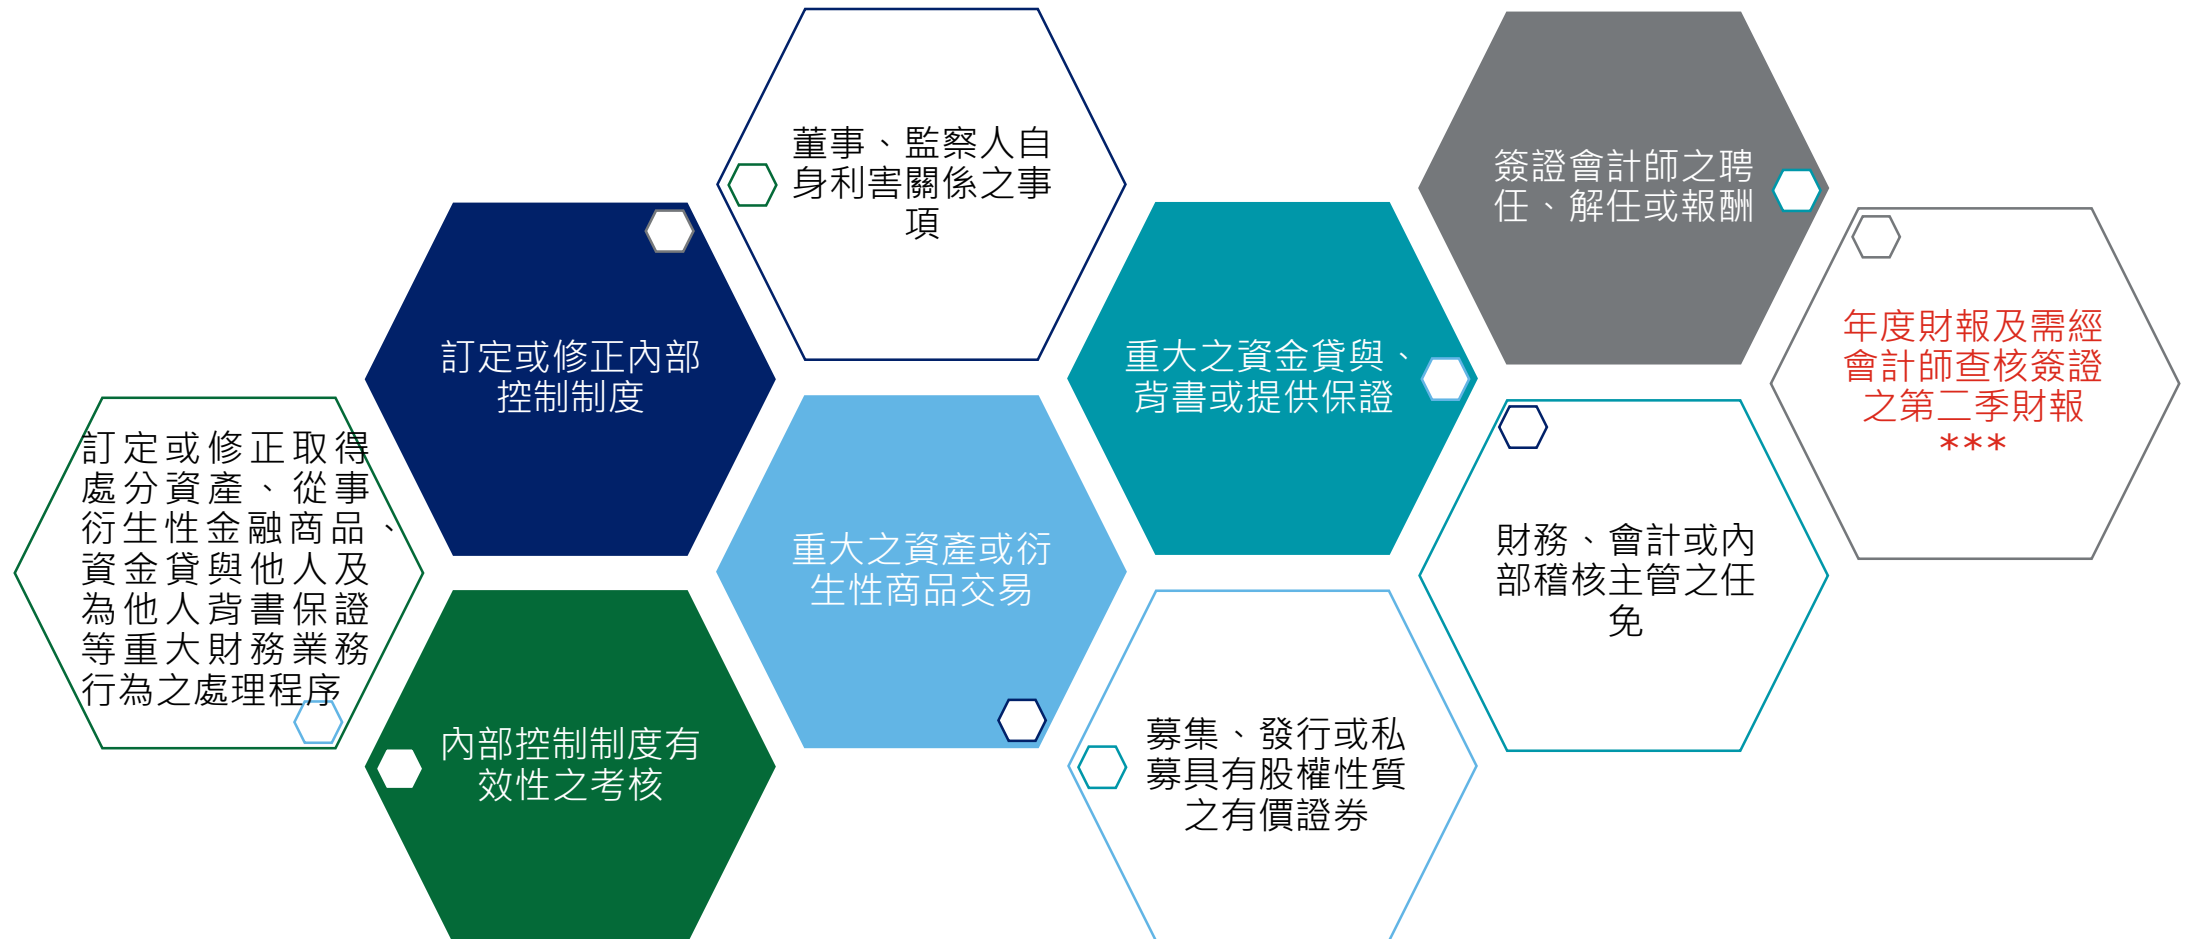 訂定或修正取得
處分資產、從事
衍生性金融商品、
資金貸與他人及
為他人背書保證
等重大財務業務
行為之處理程序
訂定或修正內部
控制制度
內部控制制度有
效性之考核
董事、監察人自
身利害關係之事
項
重大之資產或衍
生性商品交易
重大之資金貸與、
背書或提供保證
募集、發行或私
募具有股權性質
之有價證券
簽證會計師之聘
任、解任或報酬
財務、會計或內
部稽核主管之任
免
年度財報及需經
會計師查核簽證
之第二季財報
***